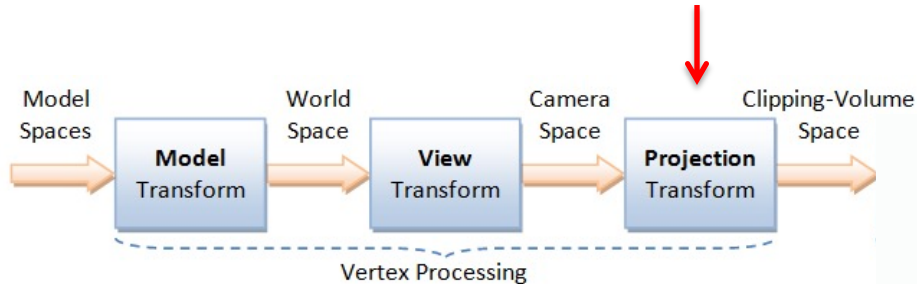 Model
Spaces
Model
Transform
World
Space
View
Transform
Camera
Space
Projection
Transform
Clipping-Volume
Space
Vertex Processing